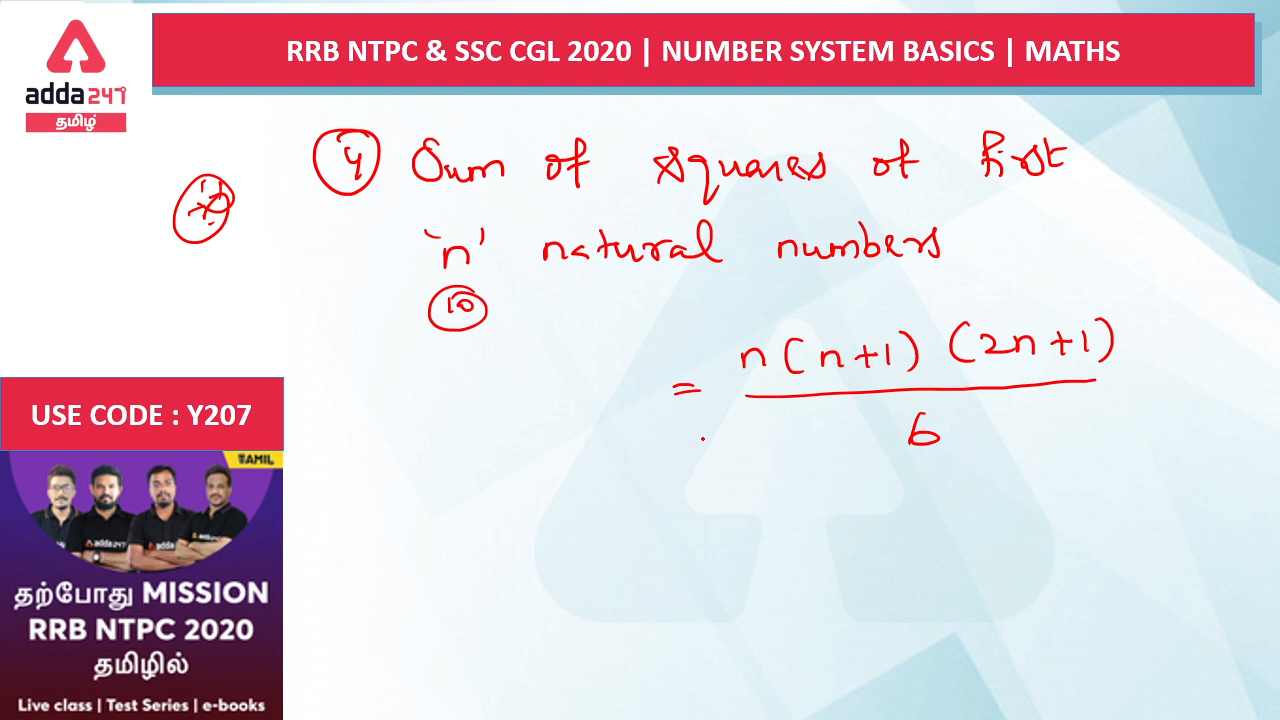 RRB NTPC & SSC CGL 2020 | NUMBER SYSTEM BASICS | MATHS
adda247
தமிழ்
4 Sum of squares of first
'n' natural numbers
10
= n(n+1) (2n+1)
6
USE CODE : Y207
TAMIL
adda247
தற்போது MISSION
RRB NTPC 2020
தமிழில்
Live class | Test Series | e-books